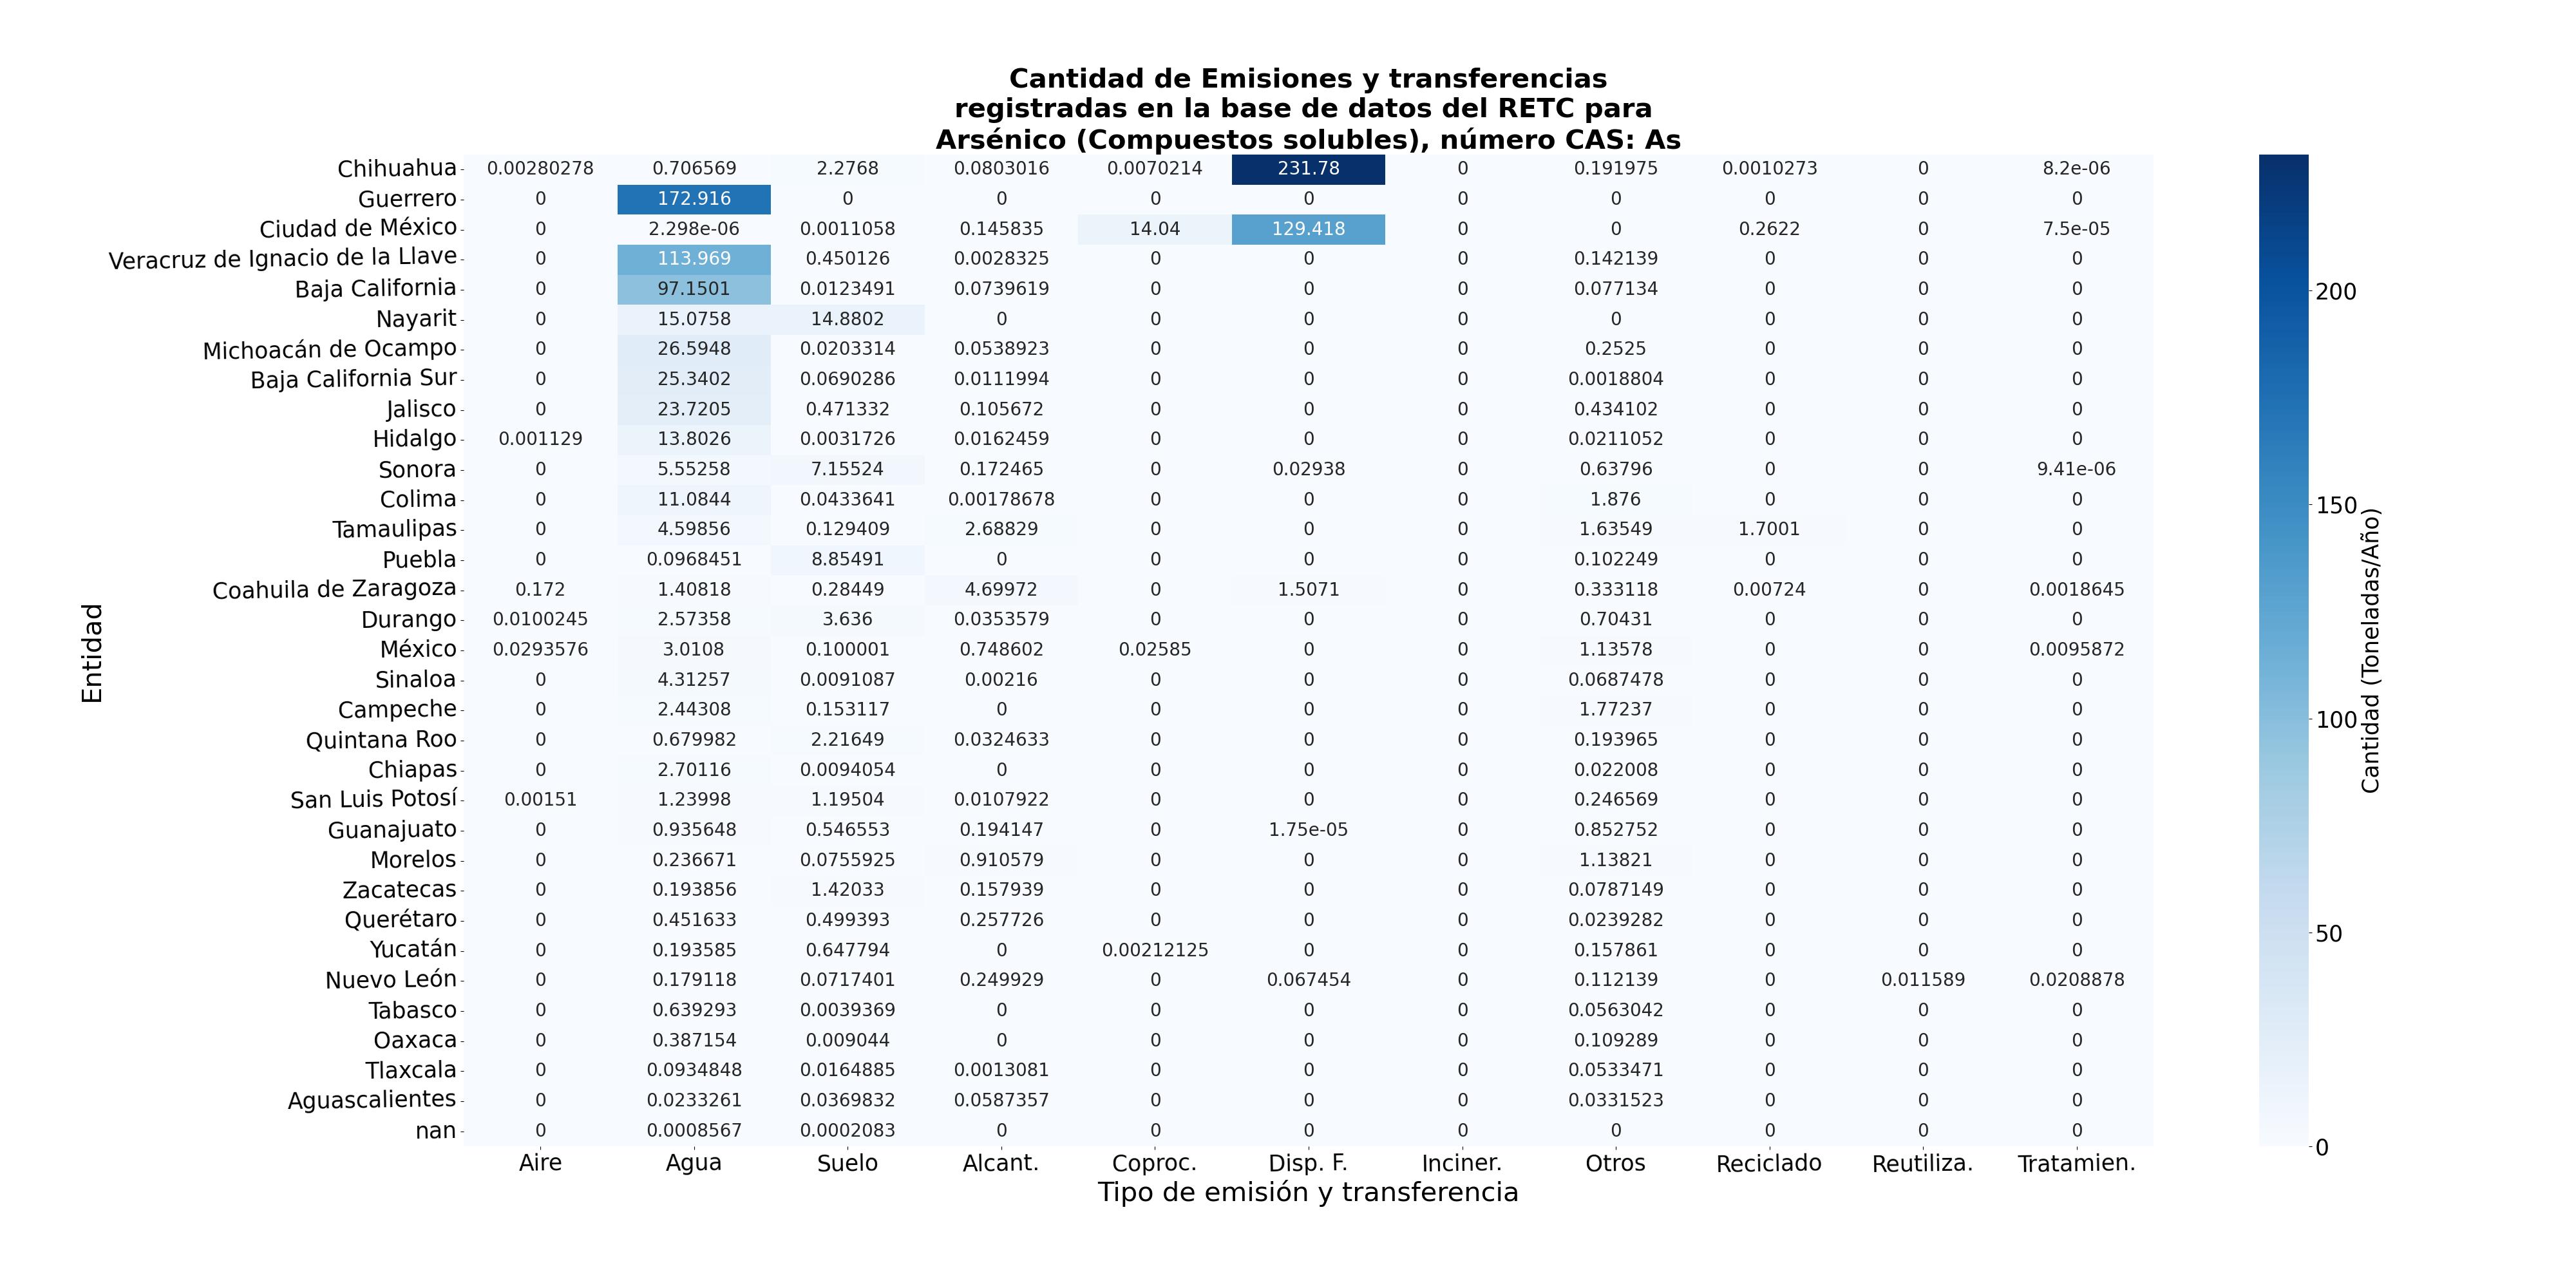 Cantidad de Emisiones y transferencias
registradas en la base de datos del RETC para
Arsénico (Compuestos solubles), número CAS: As
Chihuahua 0.00280278 0.706569 2.2768 0.0803016 0.0070214 231.78 0 0.191975 0.0010273 0 8.2e-06
Guerrero 0 172.916 0 0 0 0 0 0 0 0 0
Ciudad de México 0 2.298e-06 0.0011058 0.145835 14.04 129.418 0 0 0.2622 0 7.5e-05
Veracruz de Ignacio de la Llave 0 113.969 0.450126 0.0028325 0 0 0 0.142139 0 0 0
Baja California 0 97.1501 0.0123491 0.0739619 0 0 0 0.077134 0 0 0
Nayarit 0 15.0758 14.8802 0 0 0 0 0 0 0 0
Michoacán de Ocampo 0 26.5948 0.0203314 0.0538923 0 0 0 0.2525 0 0 0
Baja California Sur 0 25.3402 0.0690286 0.0111994 0 0 0 0.0018804 0 0 0
Jalisco 0 23.7205 0.471332 0.105672 0 0 0 0.434102 0 0 0
Hidalgo 0.001129 13.8026 0.0031726 0.0162459 0 0 0 0.0211052 0 0 0
Sonora 0 5.55258 7.15524 0.172465 0 0.02938 0 0.63796 0 0 9.41e-06
Colima 0 11.0844 0.0433641 0.00178678 0 0 0 1.876 0 0 0
Tamaulipas 0 4.59856 0.129409 2.68829 0 0 0 1.63549 1.7001 0 0
Puebla 0 0.0968451 8.85491 0 0 0 0 0.102249 0 0 0
Coahuila de Zaragoza 0.172 1.40818 0.28449 4.69972 0 1.5071 0 0.333118 0.00724 0 0.0018645
Durango 0.0100245 2.57358 3.636 0.0353579 0 0 0 0.70431 0 0 0
México 0.0293576 3.0108 0.100001 0.748602 0.02585 0 0 1.13578 0 0 0.0095872
Sinaloa 0 4.31257 0.0091087 0.00216 0 0 0 0.0687478 0 0 0
Campeche 0 2.44308 0.153117 0 0 0 0 1.77237 0 0 0
Quintana Roo 0 0.679982 2.21649 0.0324633 0 0 0 0.193965 0 0 0
Chiapas 0 2.70116 0.0094054 0 0 0 0 0.022008 0 0 0
San Luis Potosí 0.00151 1.23998 1.19504 0.0107922 0 0 0 0.246569 0 0 0
Guanajuato 0 0.935648 0.546553 0.194147 0 1.75e-05 0 0.852752 0 0 0
Morelos 0 0.236671 0.0755925 0.910579 0 0 0 1.13821 0 0 0
Zacatecas 0 0.193856 1.42033 0.157939 0 0 0 0.0787149 0 0 0
Querétaro 0 0.451633 0.499393 0.257726 0 0 0 0.0239282 0 0 0
Yucatán 0 0.193585 0.647794 0 0.00212125 0 0 0.157861 0 0 0
Nuevo León 0 0.179118 0.0717401 0.249929 0 0.067454 0 0.112139 0 0.011589 0.0208878
Tabasco 0 0.639293 0.0039369 0 0 0 0 0.0563042 0 0 0
Oaxaca 0 0.387154 0.009044 0 0 0 0 0.109289 0 0 0
Tlaxcala 0 0.0934848 0.0164885 0.0013081 0 0 0 0.0533471 0 0 0
Aguascalientes 0 0.0233261 0.0369832 0.0587357 0 0 0 0.0331523 0 0 0
nan 0 0.0008567 0.0002083 0 0 0 0 0 0 0 0
Aire Agua Suelo Alcant. Coproc. Disp. F. Inciner. Otros Reciclado Reutiliza. Tratamien.
Tipo de emisión y transferencia
Entidad
200
150
100
50
0
Cantidad (Toneladas/Año)